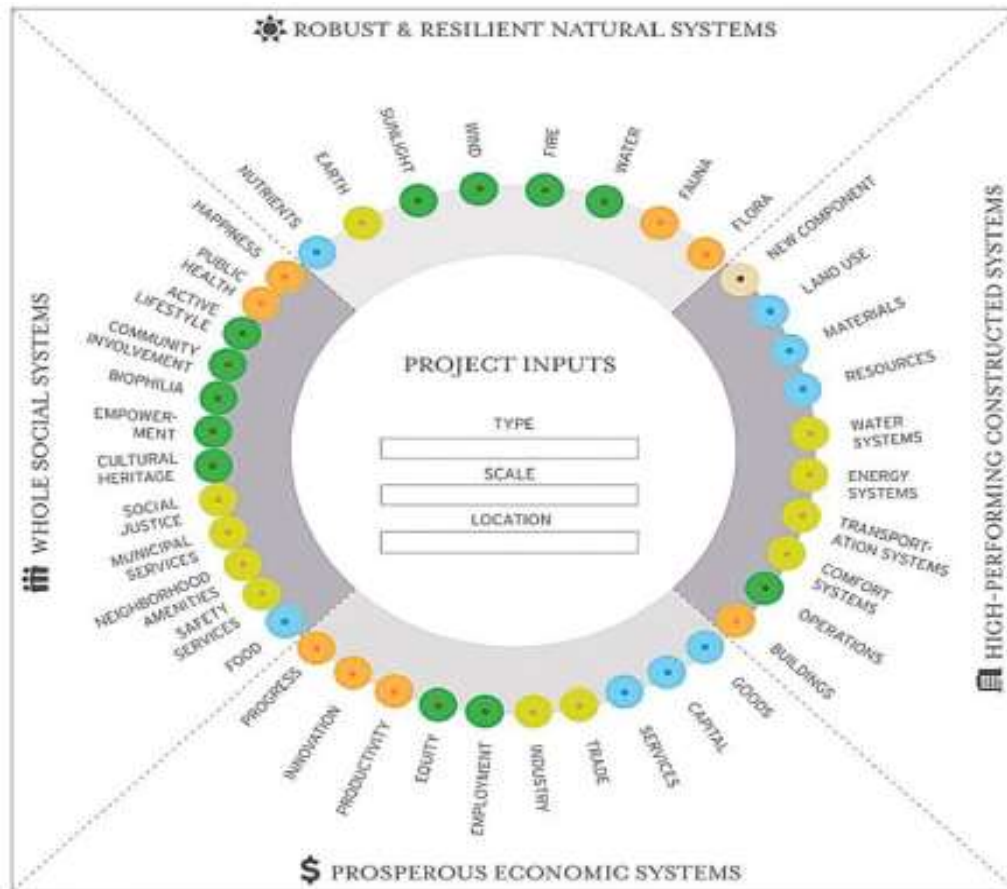 ROBUST & RESILIENT NATURAL SYSTEMS
NUTRIENTS
EARTH
SUNLIGHT
WIND
FIRE
WATER
FAUNA
FLORA
NEW COMPONENT
LAND USE
MATERIALS
RESOURCES
WATER
SYSTEMS
ENERGY
SYSTEMS
TRANSPORT-
ATION SYSTEMS
COMFORT
SYSTEMS
OPERATIONS
BUILDINGS
HIGH-PERFORMING CONSTRUCTED SYSTEMS
GOODS
CAPITAL
SERVICES
TRADE
INDUSTRY
EMPLOYMENT
EQUITY
PRODUCTIVITY
INNOVATION
PROGRESS
$ PROSPEROUS ECONOMIC SYSTEMS
FOOD
SAFETY
SERVICES
NEIGHBORHOOD
AMENITIES
MUNICIPAL
SERVICES
SOCIAL
JUSTICE
CULTURAL
HERITAGE
EMPOWER-
MENT
BIOPHILIA
COMMUNITY
INVOLVEMENT
ACTIVE
LIFESTYLE
PUBLIC
HEALTH
HAPPINESS
WHOLE SOCIAL SYSTEMS
PROJECT INPUTS
TYPE
SCALE
LOCATION